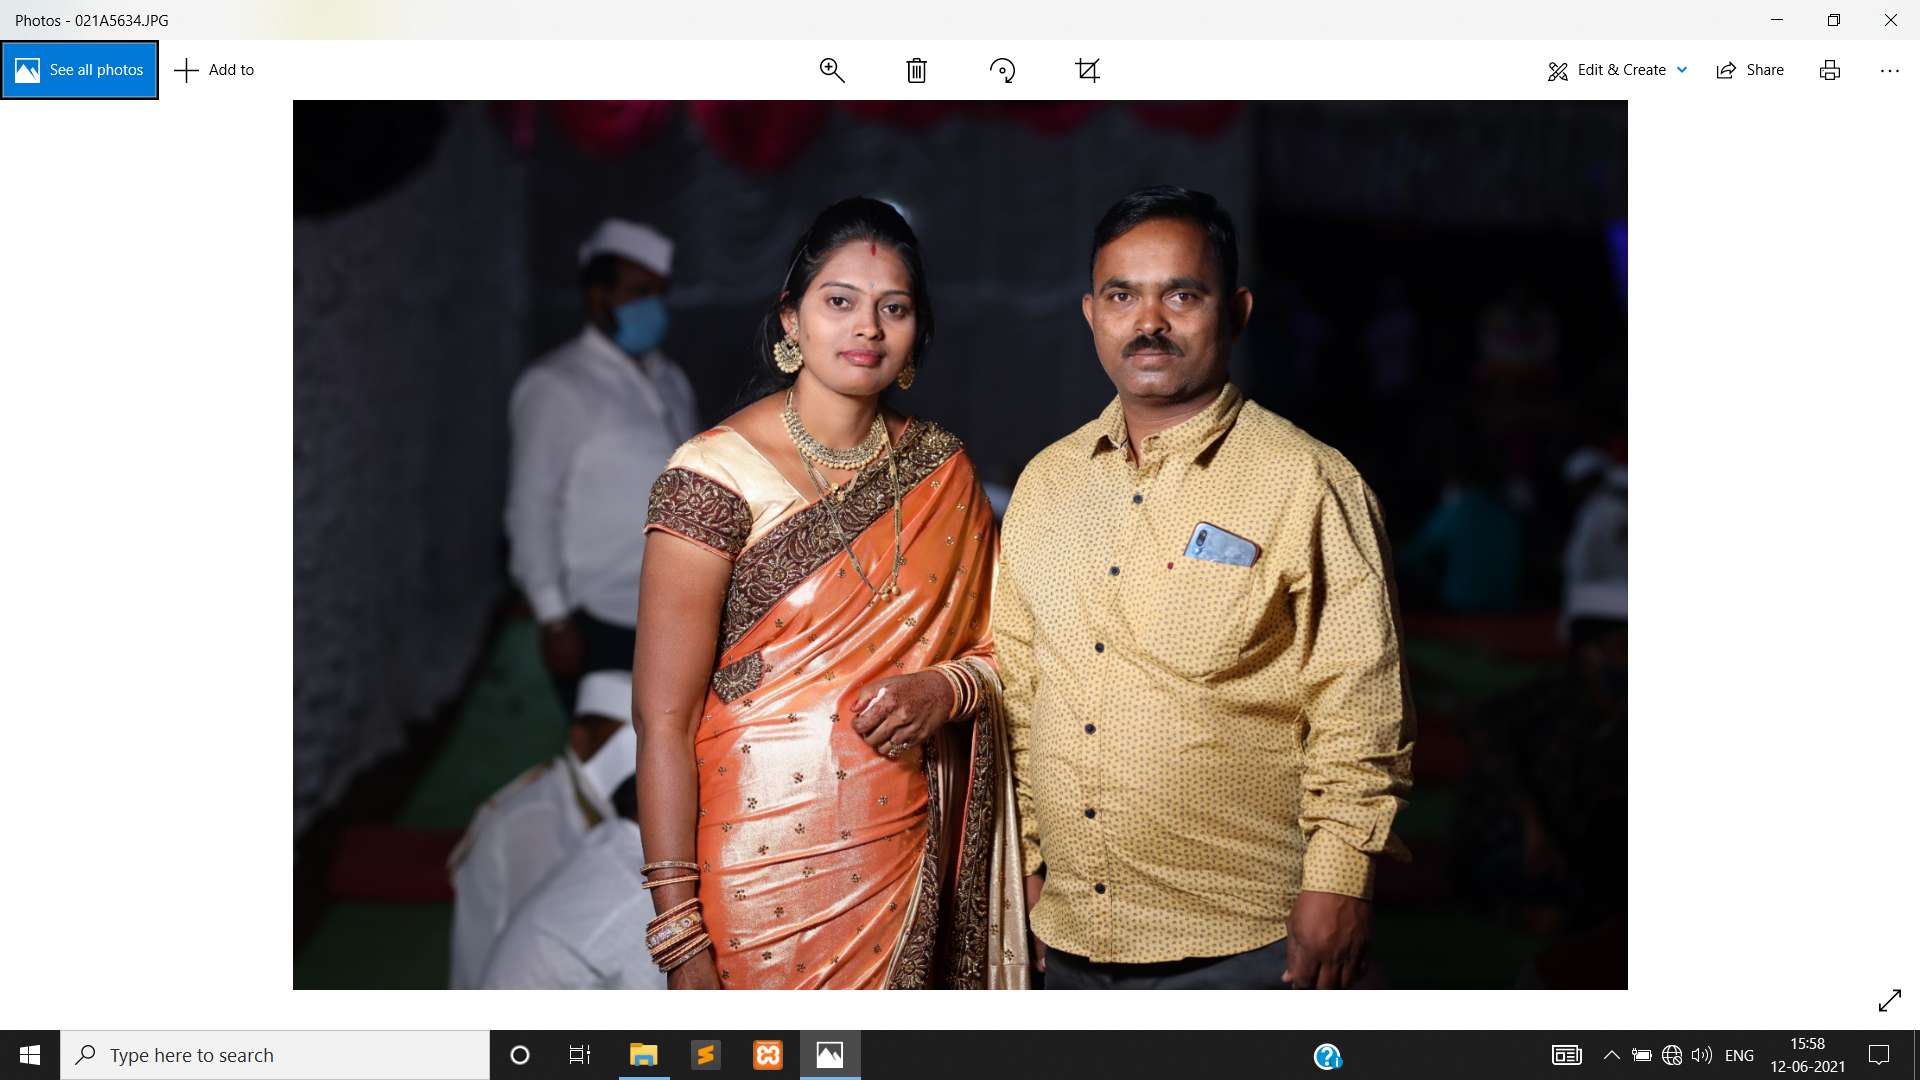 Photos - 021A5634.JPG
See all photos
Add to
Edit & Create
Share
Type here to search
ENG
15:58
12-06-2021